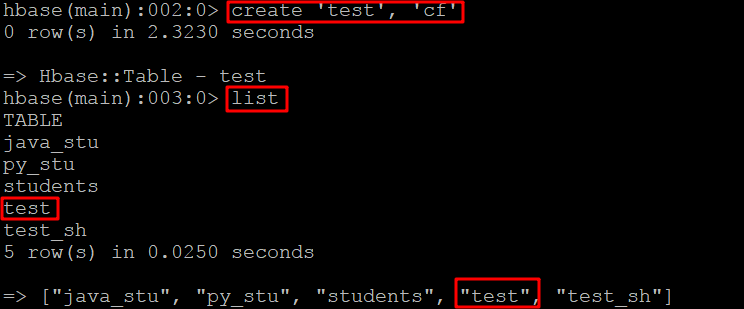 hbase(main):002:0> create 'test', 'cf'
0 row(s) in 2.3230 seconds
=> Hbase::Table - test
hbase(main):003:0> list
TABLE
java_stu
py_stu
students
test
test_sh
5 row(s) in 0.0250 seconds
=> ["java_stu", "py_stu", "students", "test", "test_sh"]